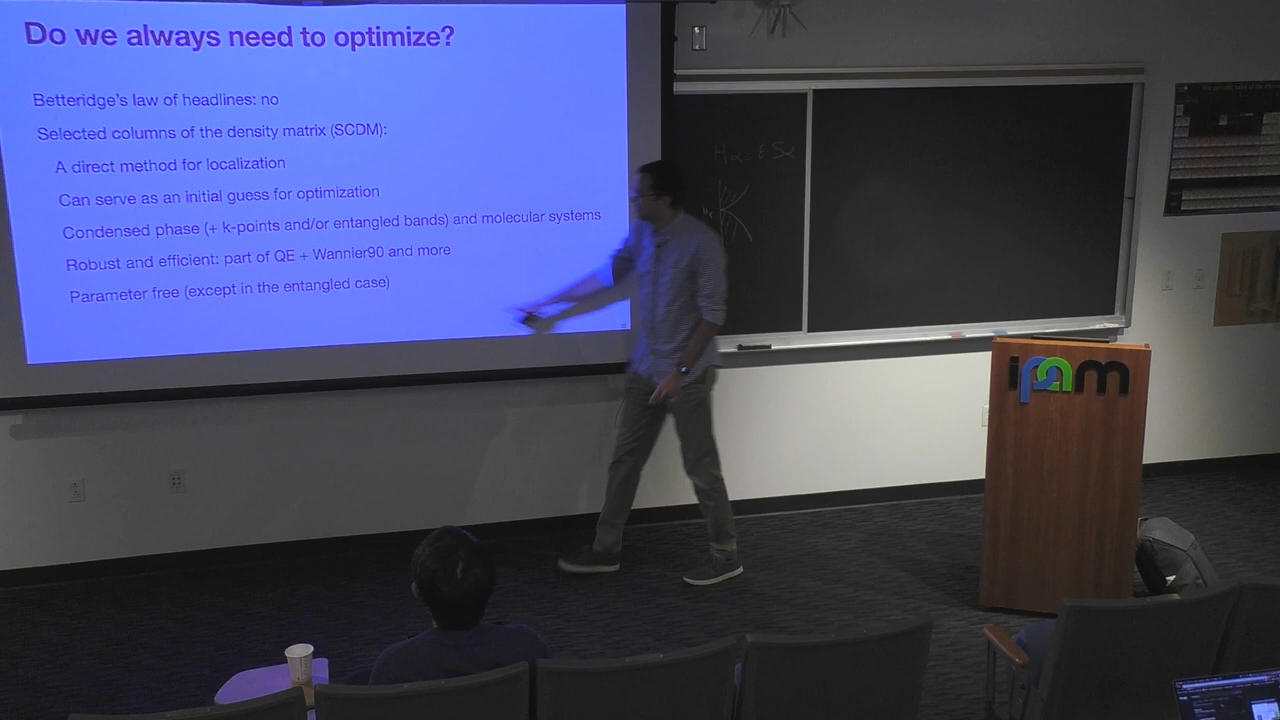 Do we always need to optimize?
Betteridge's law of headlines: no
Selected columns of the density matrix (SCDM):
A direct method for localization
Can serve as an initial guess for optimization
Condensed phase (+ k-points and/or entangled bands) and molecular systems
Robust and efficient: part of QE + Wannier90 and more
Parameter free (except in the entangled case)
ipam